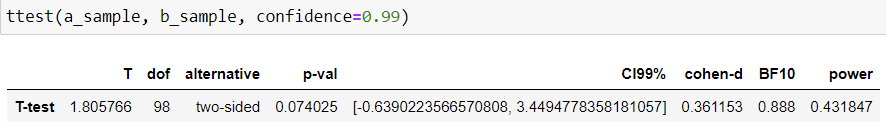 ttest(a_sample, b_sample, confidence=0.99)
T dof alternative p-val CI99% cohen-d BF10 power
T-test 1.805766 98 two-sided 0.074025 [-0.6390223566570808, 3.4494778358181057] 0.361153 0.888 0.431847